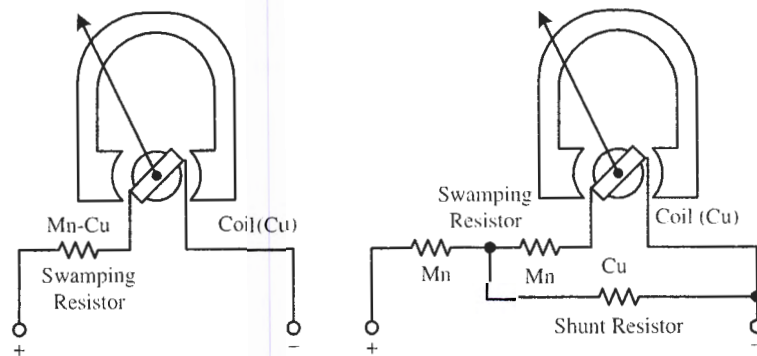 Mn-Cu
Coil(Cu)
Swamping
Resistor
+
−
Swamping
Resistor
Coil (Cu)
Mn
Mn
Cu
Shunt Resistor
+
−